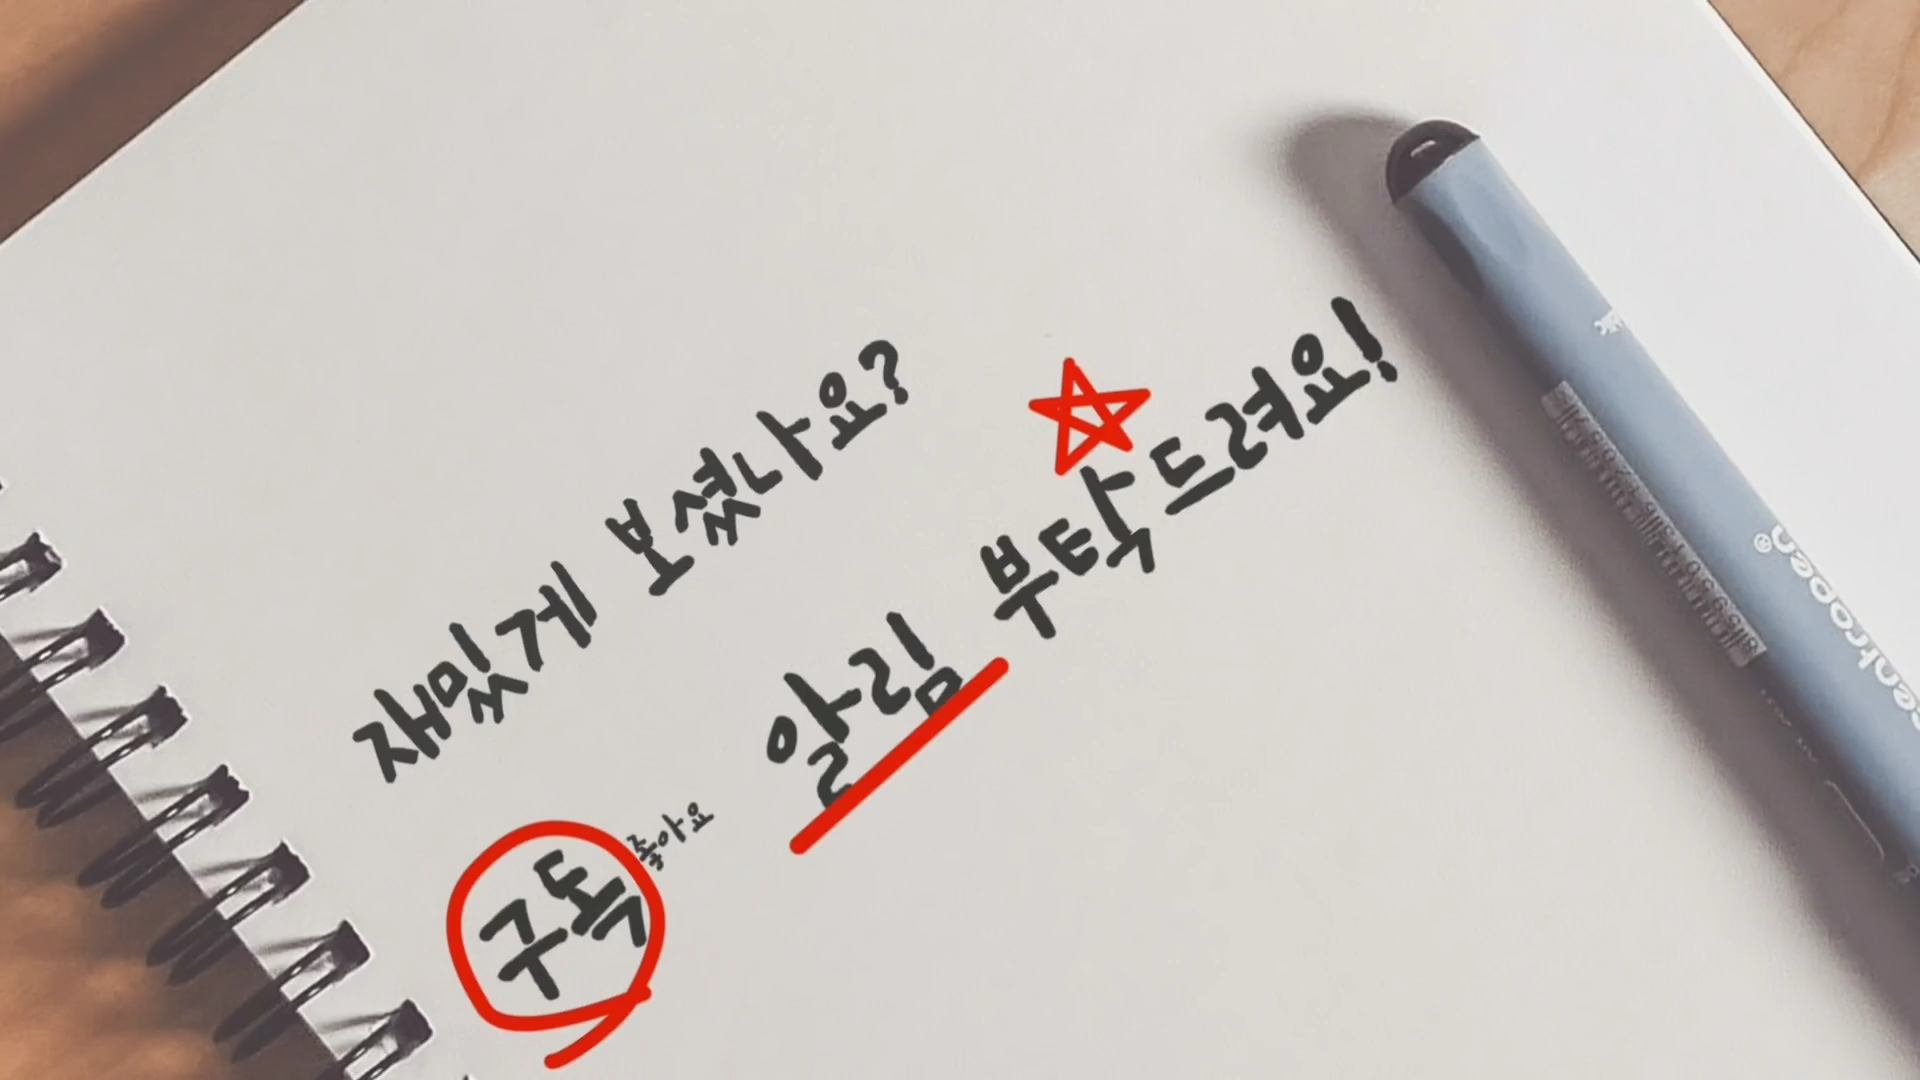 재밌게 보셨나요?
구독 좋아요 알림 부탁드려요!
centropen